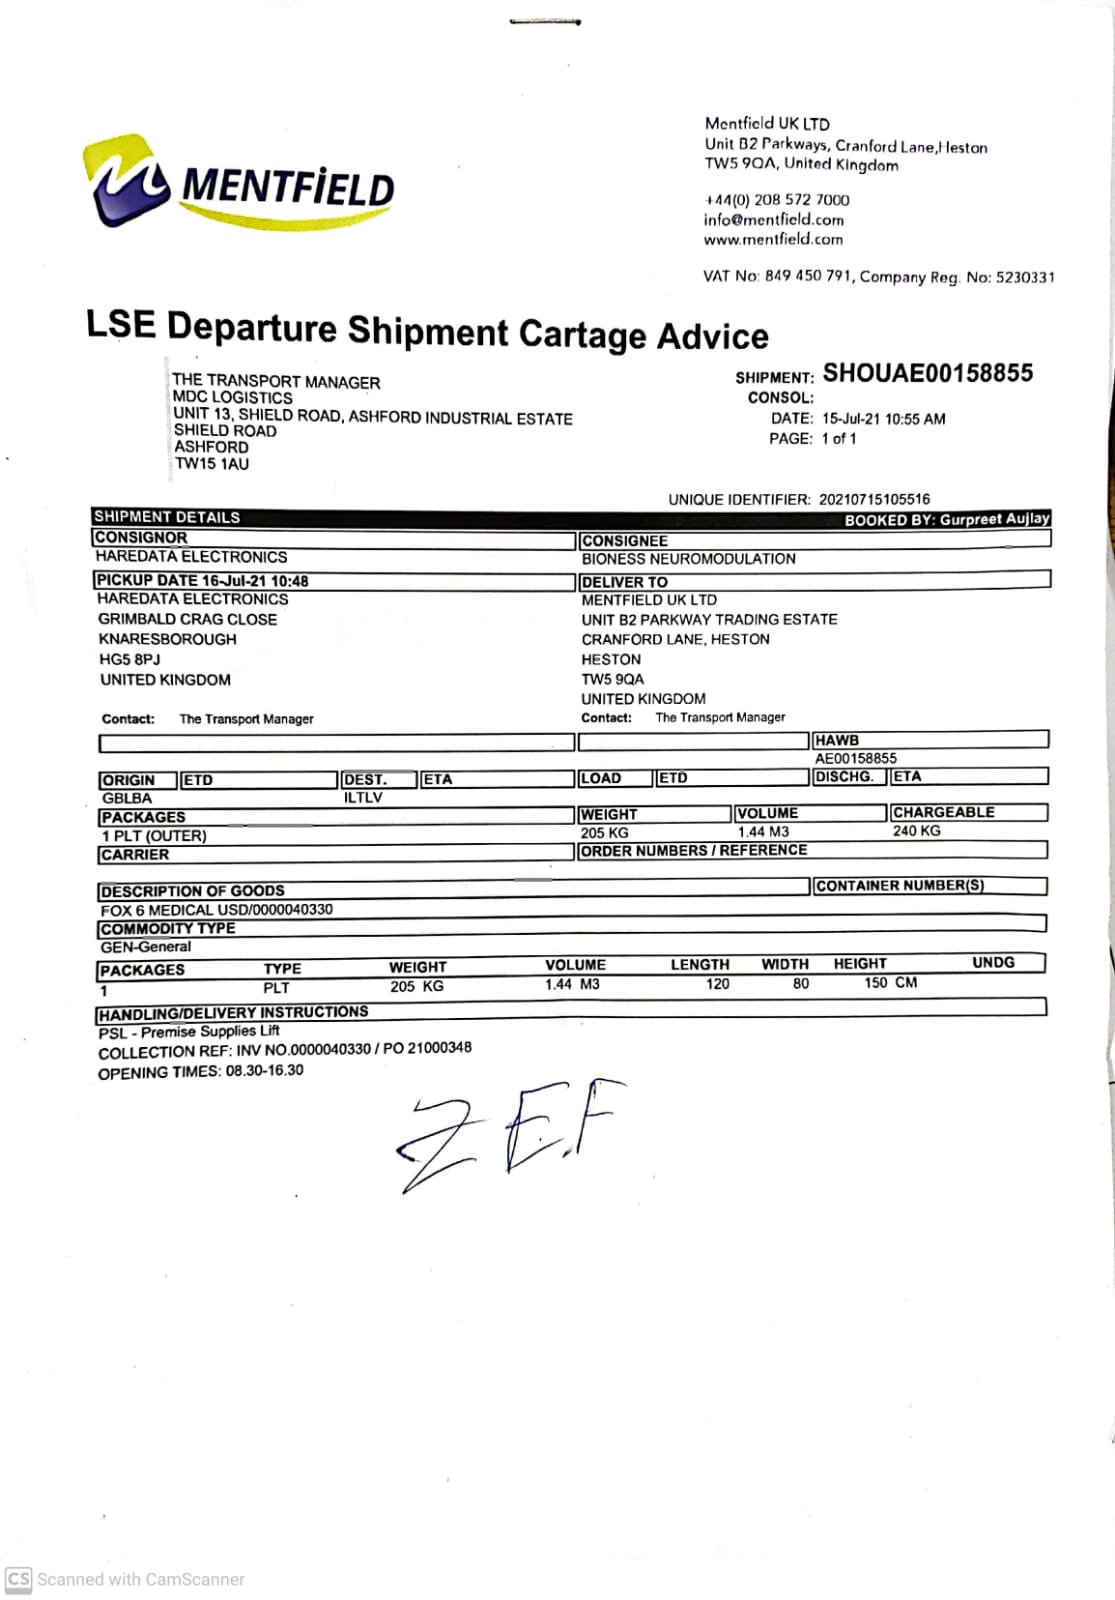 MENTFiELD
Mentfield UK LTD
Unit B2 Parkways, Cranford Lane,Heston
TW5 9QA, United Kingdom
+44(0) 208 572 7000
info@mentfield.com
www.mentfield.com
VAT No: 849 450 791, Company Reg. No: 5230331
LSE Departure Shipment Cartage Advice
THE TRANSPORT MANAGER
MDC LOGISTICS
UNIT 13, SHIELD ROAD, ASHFORD INDUSTRIAL ESTATE
SHIELD ROAD
ASHFORD
TW15 1AU
SHIPMENT: SHOUAE00158855
CONSOL:
DATE: 15-Jul-21 10:55 AM
PAGE: 1 of 1
UNIQUE IDENTIFIER: 20210715105516
SHIPMENT DETAILS BOOKED BY: Gurpreet Aujlay
CONSIGNOR CONSIGNEE
HAREDATA ELECTRONICS BIONESS NEUROMODULATION
PICKUP DATE 16-Jul-21 10:48 DELIVER TO
HAREDATA ELECTRONICS MENTFIELD UK LTD
GRIMBALD CRAG CLOSE UNIT B2 PARKWAY TRADING ESTATE
KNARESBOROUGH CRANFORD LANE, HESTON
HG5 8PJ HESTON
UNITED KINGDOM TW5 9QA
UNITED KINGDOM
Contact: The Transport Manager Contact: The Transport Manager
HAWB
AE00158855
ORIGIN ETD DEST. ETA LOAD ETD DISCHG. ETA
GBLBA ILTLV
PACKAGES WEIGHT VOLUME CHARGEABLE
1 PLT (OUTER) 205 KG 1.44 M3 240 KG
CARRIER ORDER NUMBERS / REFERENCE
DESCRIPTION OF GOODS CONTAINER NUMBER(S)
FOX 6 MEDICAL USD/0000040330
COMMODITY TYPE
GEN-General
PACKAGES TYPE WEIGHT VOLUME LENGTH WIDTH HEIGHT UNDG
1 PLT 205 KG 1.44 M3 120 80 150 CM
HANDLING/DELIVERY INSTRUCTIONS
PSL - Premise Supplies Lift
COLLECTION REF: INV NO.0000040330 / PO 21000348
OPENING TIMES: 08.30-16.30
Z E.F
CS Scanned with CamScanner